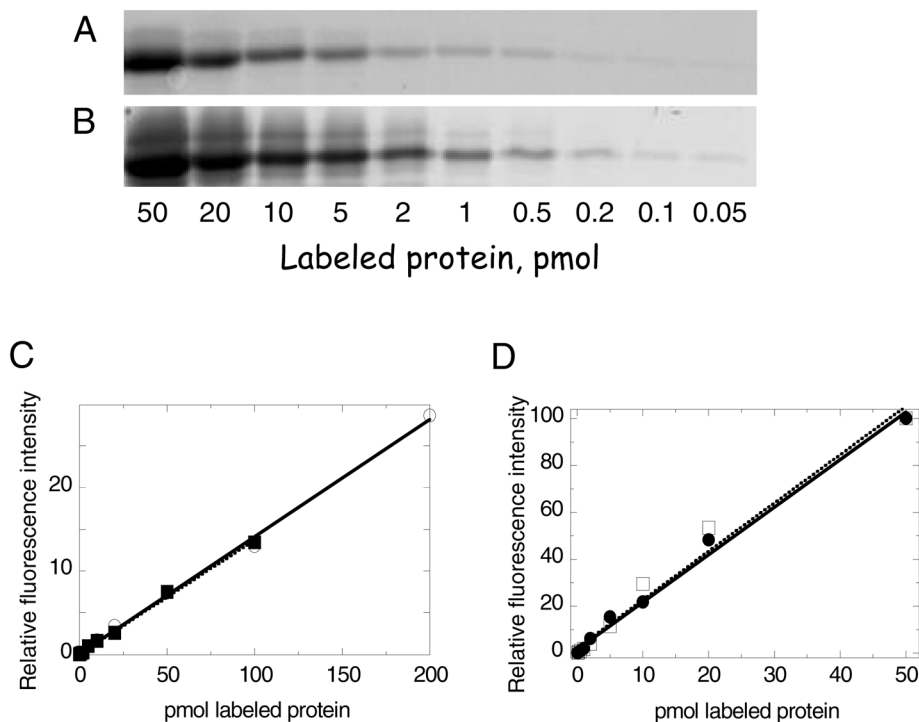 A
B
50 20 10 5 2 1 0.5 0.2 0.1 0.05
Labeled protein, pmol
C
Relative fluorescence intensity
20
10
0
0 50 100 150 200
pmol labeled protein
D
Relative fluorescence intensity
100
80
60
40
20
0
0 10 20 30 40 50
pmol labeled protein